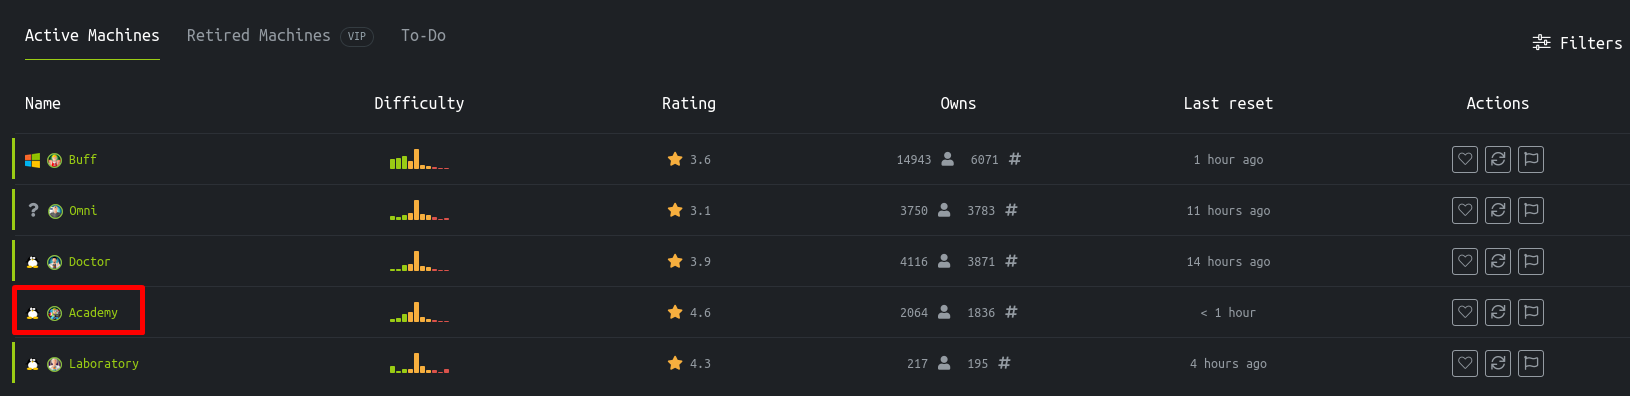 Active Machines Retired Machines VIP To-Do
Filters
Name Difficulty Rating Owns Last reset Actions
Buff 3.6 14943 6071 # 1 hour ago
? Omni 3.1 3750 3783 # 11 hours ago
Doctor 3.9 4116 3871 # 14 hours ago
Academy 4.6 2064 1836 # < 1 hour
Laboratory 4.3 217 195 # 4 hours ago